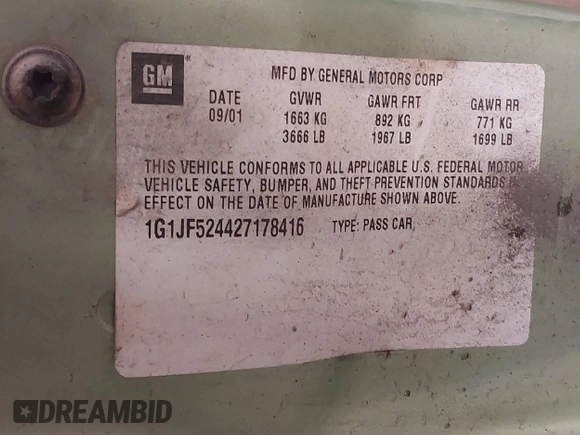 GM
MFD BY GENERAL MOTORS CORP
DATE GVWR GAWR FRT GAWR RR
09/01 1663 KG 892 KG 771 KG
3666 LB 1967 LB 1699 LB
THIS VEHICLE CONFORMS TO ALL APPLICABLE U.S. FEDERAL MOTOR
VEHICLE SAFETY, BUMPER, AND THEFT PREVENTION STANDARDS IN
EFFECT ON THE DATE OF MANUFACTURE SHOWN ABOVE.
1G1JF524427178416 TYPE: PASS CAR
DREAMBID